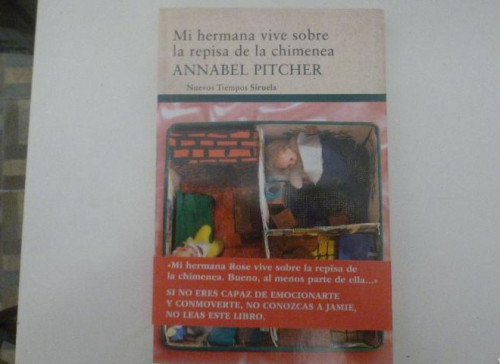 Mi hermana vive sobre
la repisa de la chimenea
ANNABEL PITCHER
Nuevos Tiempos Siruela
«Mi hermana Rose vive sobre la repisa de
la chimenea. Bueno, al menos parte de ella...»
SI NO ERES CAPAZ DE EMOCIONARTE
Y CONMOVERTE, NO CONOZCAS A JAMIE,
NO LEAS ESTE LIBRO.